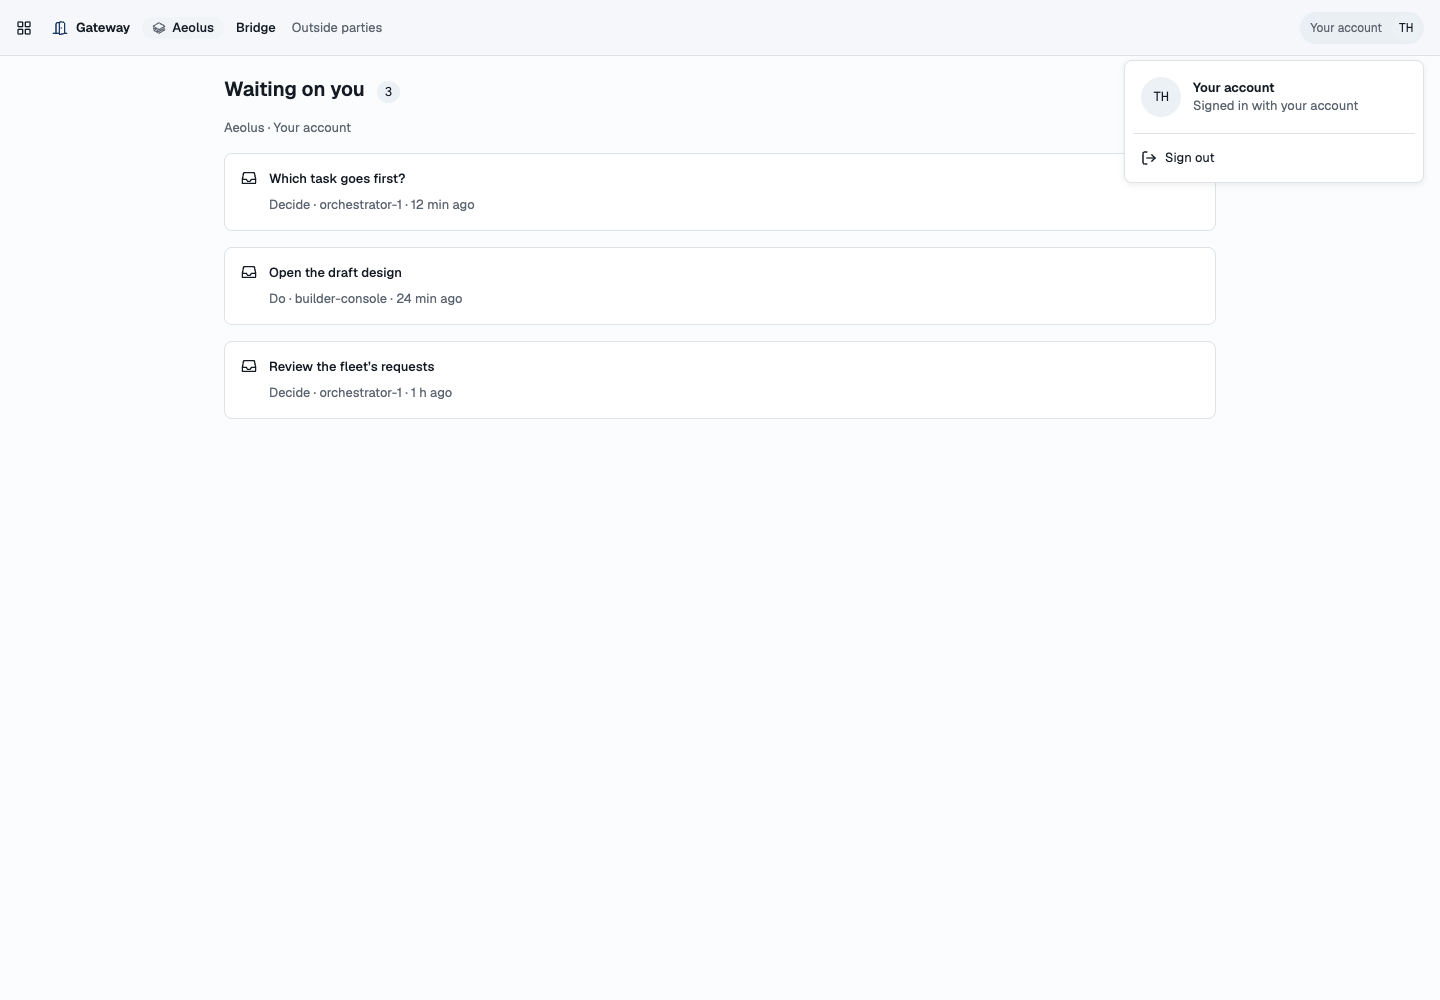 Gateway Aeolus Bridge Outside parties Your account TH
Waiting on you 3
Aeolus · Your account
TH Your account
Signed in with your account
Sign out
Which task goes first?
Decide · orchestrator-1 · 12 min ago
Open the draft design
Do · builder-console · 24 min ago
Review the fleet's requests
Decide · orchestrator-1 · 1 h ago